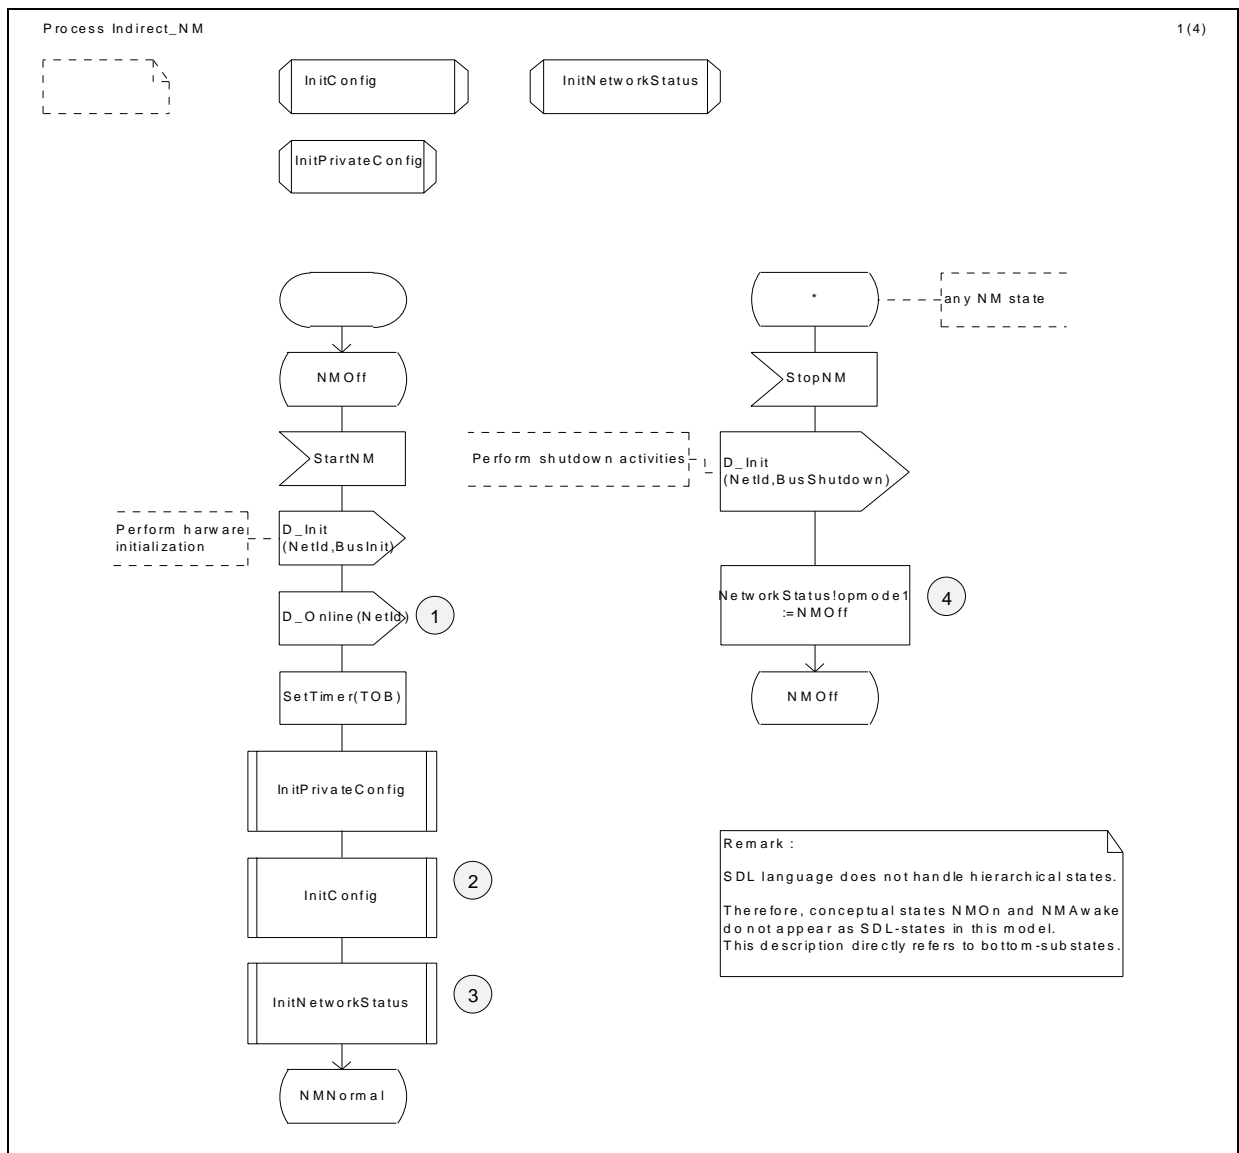 Process Indirect_NM
1(4)
InitConfig
InitNetworkStatus
InitPrivateConfig
NMOff
StartNM
Perform harware
initialization
D_Init
(NetId,BusInit)
D_Online(NetId)
1
SetTimer(TOB)
InitPrivateConfig
InitConfig
2
InitNetworkStatus
3
NMNormal
*
any NM state
StopNM
Perform shutdown activities
D_Init
(NetId,BusShutdown)
NetworkStatus!opmode1
:=NMOff
4
NMOff
Remark :
SDL language does not handle hierarchical states.
Therefore, conceptual states NMOn and NMAwake
do not appear as SDL-states in this model.
This description directly refers to bottom-substates.